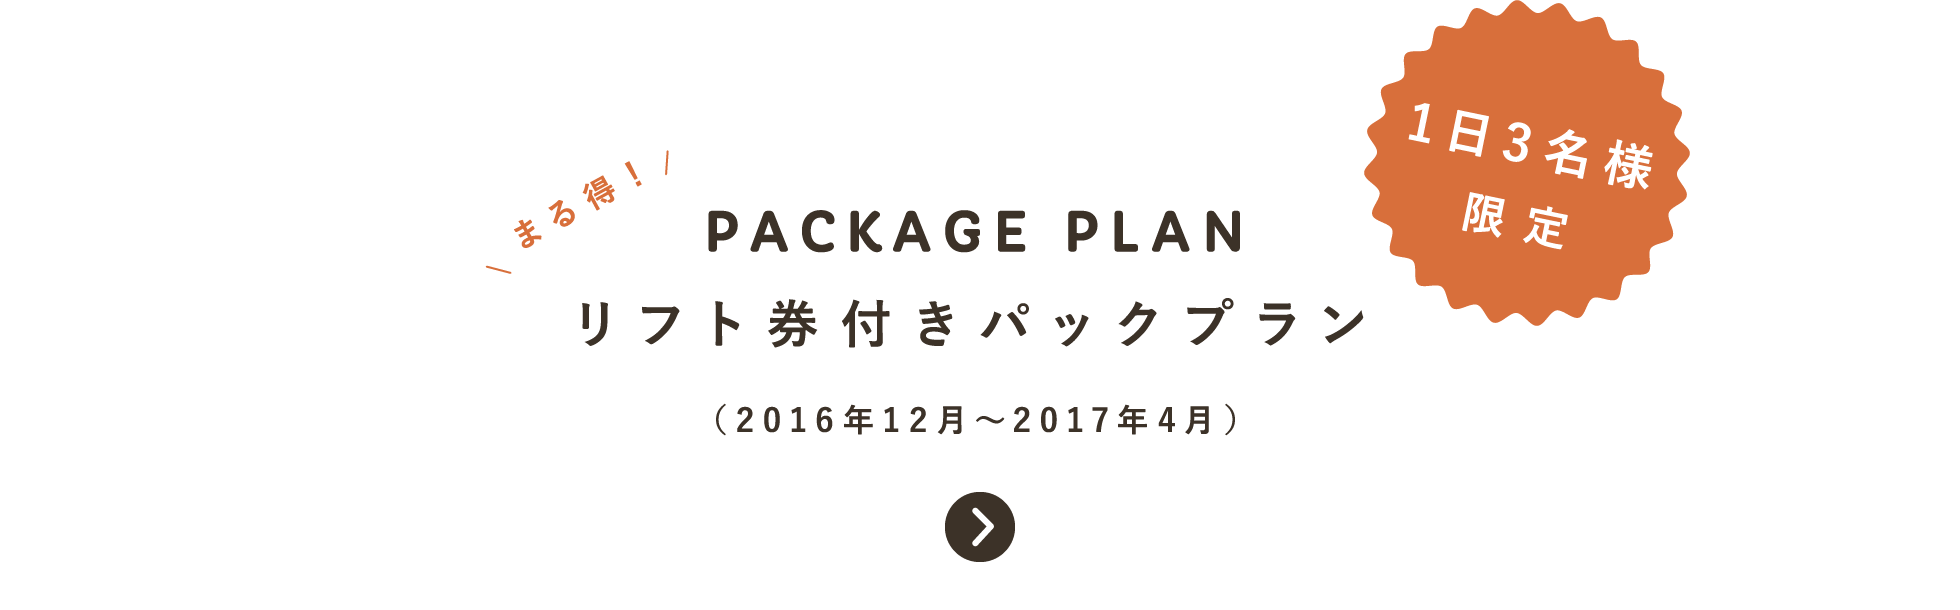 1日3名様
限定
まる得！
PACKAGE PLAN
リフト券付きパックプラン
（2016年12月～2017年4月）